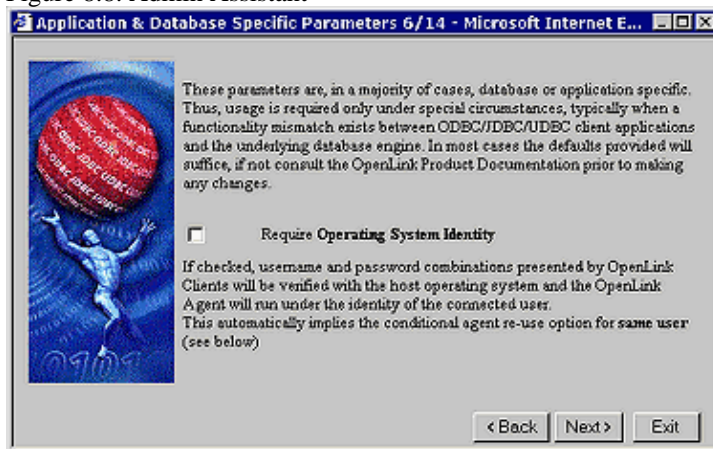 Application & Database Specific Parameters 6/14 - Microsoft Internet E...
These parameters are, in a majority of cases, database or application specific.
Thus, usage is required only under special circumstances, typically when a
functionality mismatch exists between ODBC/JDBC/UDBC client applications
and the underlying database engine. In most cases the defaults provided will
suffice, if not consult the OpenLink Product Documentation prior to making
any changes.
Require Operating System Identity
If checked, username and password combinations presented by OpenLink
Clients will be verified with the host operating system and the OpenLink
Agent will run under the identity of the connected user.
This automatically implies the conditional agent re-use option for same user
(see below)
< Back
Next >
Exit